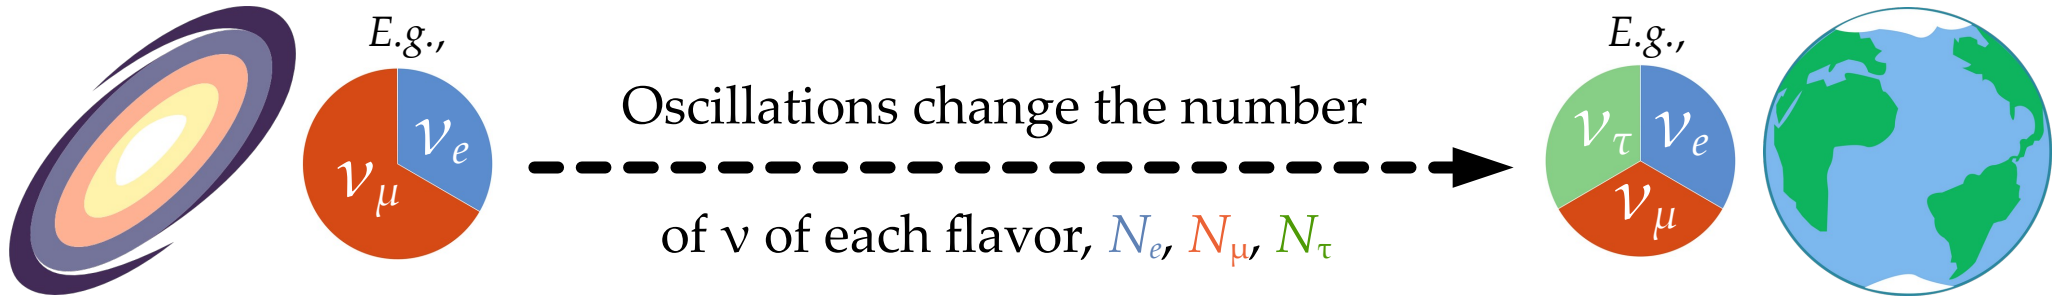 E.g.,
ν_e
ν_μ
Oscillations change the number
of ν of each flavor, N_e, N_μ, N_τ
E.g.,
ν_τ ν_e
ν_μ